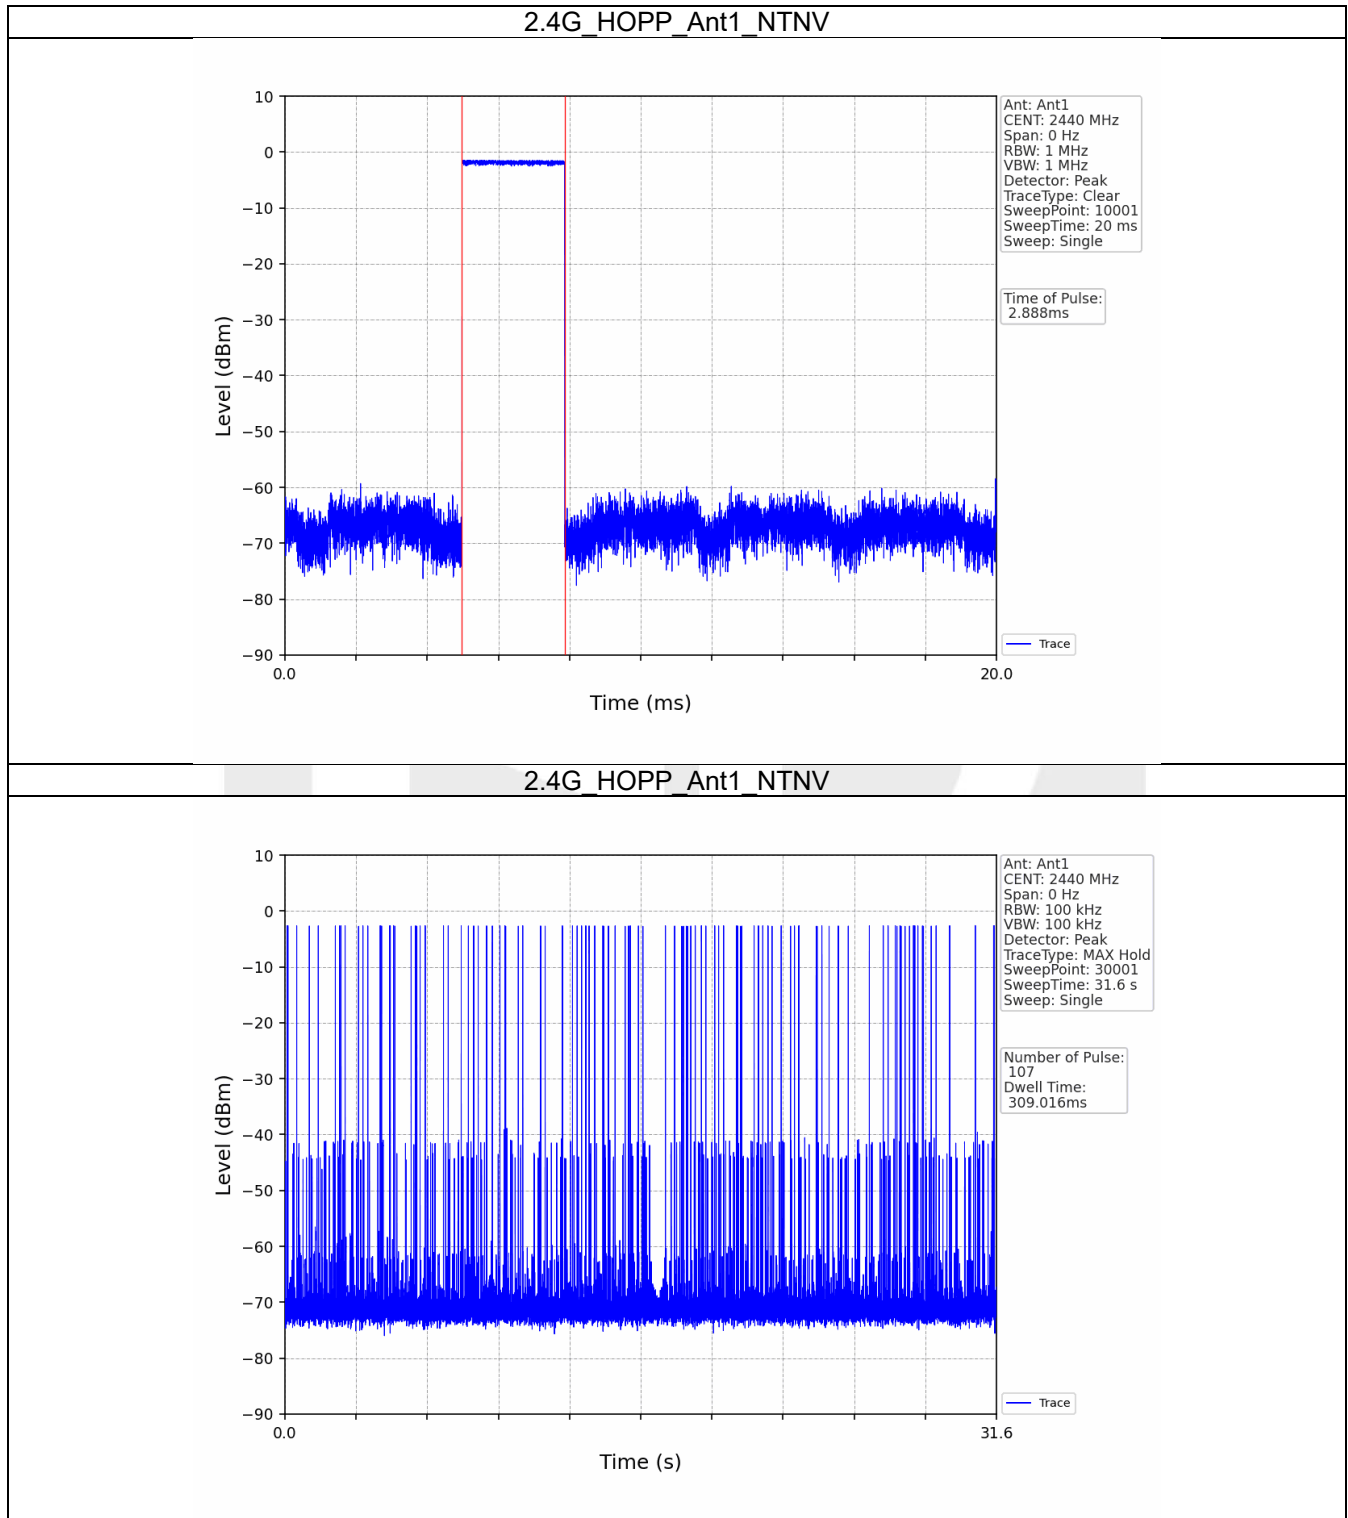 2.4G_HOPP_Ant1_NTNV
10
0
−10
−20
−30
−40
−50
−60
−70
−80
−90
Level (dBm)
0.0
20.0
Time (ms)
Ant: Ant1
CENT: 2440 MHz
Span: 0 Hz
RBW: 1 MHz
VBW: 1 MHz
Detector: Peak
TraceType: Clear
SweepPoint: 10001
SweepTime: 20 ms
Sweep: Single
Time of Pulse:
2.888ms
Trace
2.4G_HOPP_Ant1_NTNV
10
0
−10
−20
−30
−40
−50
−60
−70
−80
−90
Level (dBm)
0.0
31.6
Time (s)
Ant: Ant1
CENT: 2440 MHz
Span: 0 Hz
RBW: 100 kHz
VBW: 100 kHz
Detector: Peak
TraceType: MAX Hold
SweepPoint: 30001
SweepTime: 31.6 s
Sweep: Single
Number of Pulse:
107
Dwell Time:
309.016ms
Trace